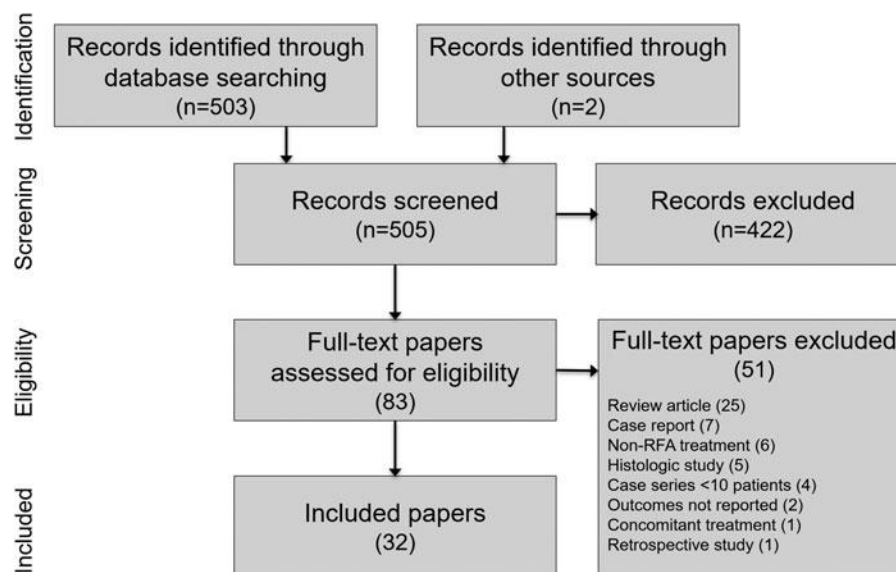 Identification
Records identified through
database searching
(n=503)
Records identified through
other sources
(n=2)
Screening
Records screened
(n=505)
Records excluded
(n=422)
Eligibility
Full-text papers
assessed for eligibility
(83)
Full-text papers excluded
(51)
Review article (25)
Case report (7)
Non-RFA treatment (6)
Histologic study (5)
Case series <10 patients (4)
Outcomes not reported (2)
Concomitant treatment (1)
Retrospective study (1)
Included
Included papers
(32)